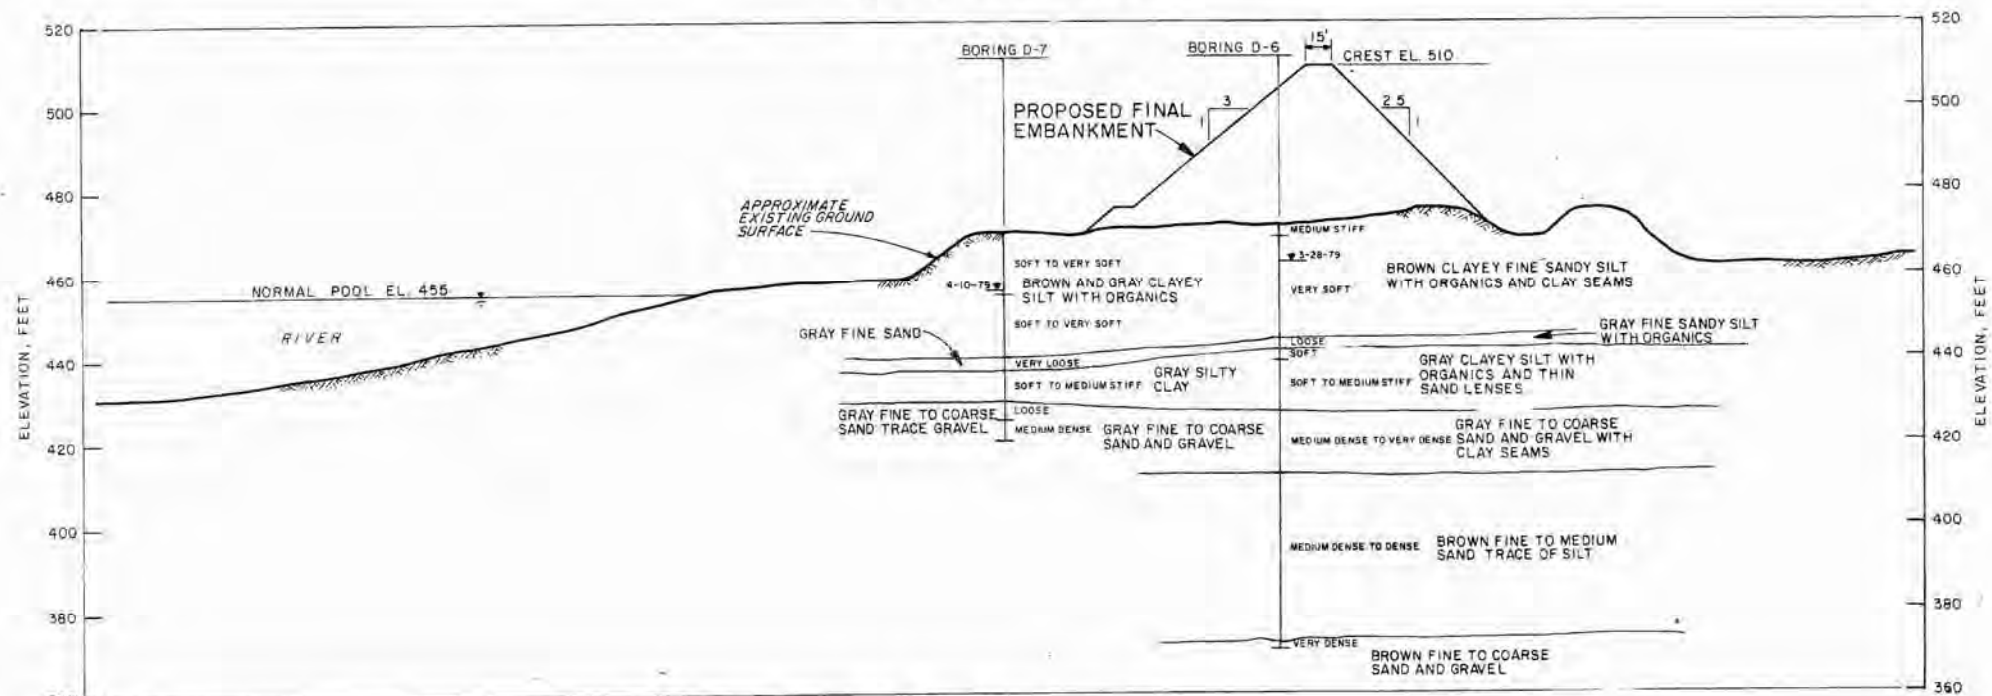 520
500
480
460
440
420
400
380
ELEVATION, FEET
BORING D-7
BORING D-6
15'
CREST EL. 510
PROPOSED FINAL
EMBANKMENT
3
1
2.5
1
APPROXIMATE
EXISTING GROUND
SURFACE
NORMAL POOL EL. 455
RIVER
SOFT TO VERY SOFT
4-10-79
BROWN AND GRAY CLAYEY
SILT WITH ORGANICS
SOFT TO VERY SOFT
GRAY FINE SAND
VERY LOOSE
SOFT TO MEDIUM STIFF
GRAY SILTY
CLAY
GRAY FINE TO COARSE
SAND TRACE GRAVEL
LOOSE
MEDIUM DENSE
GRAY FINE TO COARSE
SAND AND GRAVEL
MEDIUM STIFF
3-28-79
BROWN CLAYEY FINE SANDY SILT
WITH ORGANICS AND CLAY SEAMS
VERY SOFT
GRAY FINE SANDY SILT
WITH ORGANICS
LOOSE
SOFT
GRAY CLAYEY SILT WITH
ORGANICS AND THIN
SAND LENSES
SOFT TO MEDIUM STIFF
GRAY FINE TO COARSE
SAND AND GRAVEL WITH
CLAY SEAMS
MEDIUM DENSE TO VERY DENSE
MEDIUM DENSE TO DENSE
BROWN FINE TO MEDIUM
SAND TRACE OF SILT
VERY DENSE
BROWN FINE TO COARSE
SAND AND GRAVEL
520
500
480
460
440
420
400
380
360
ELEVATION, FEET